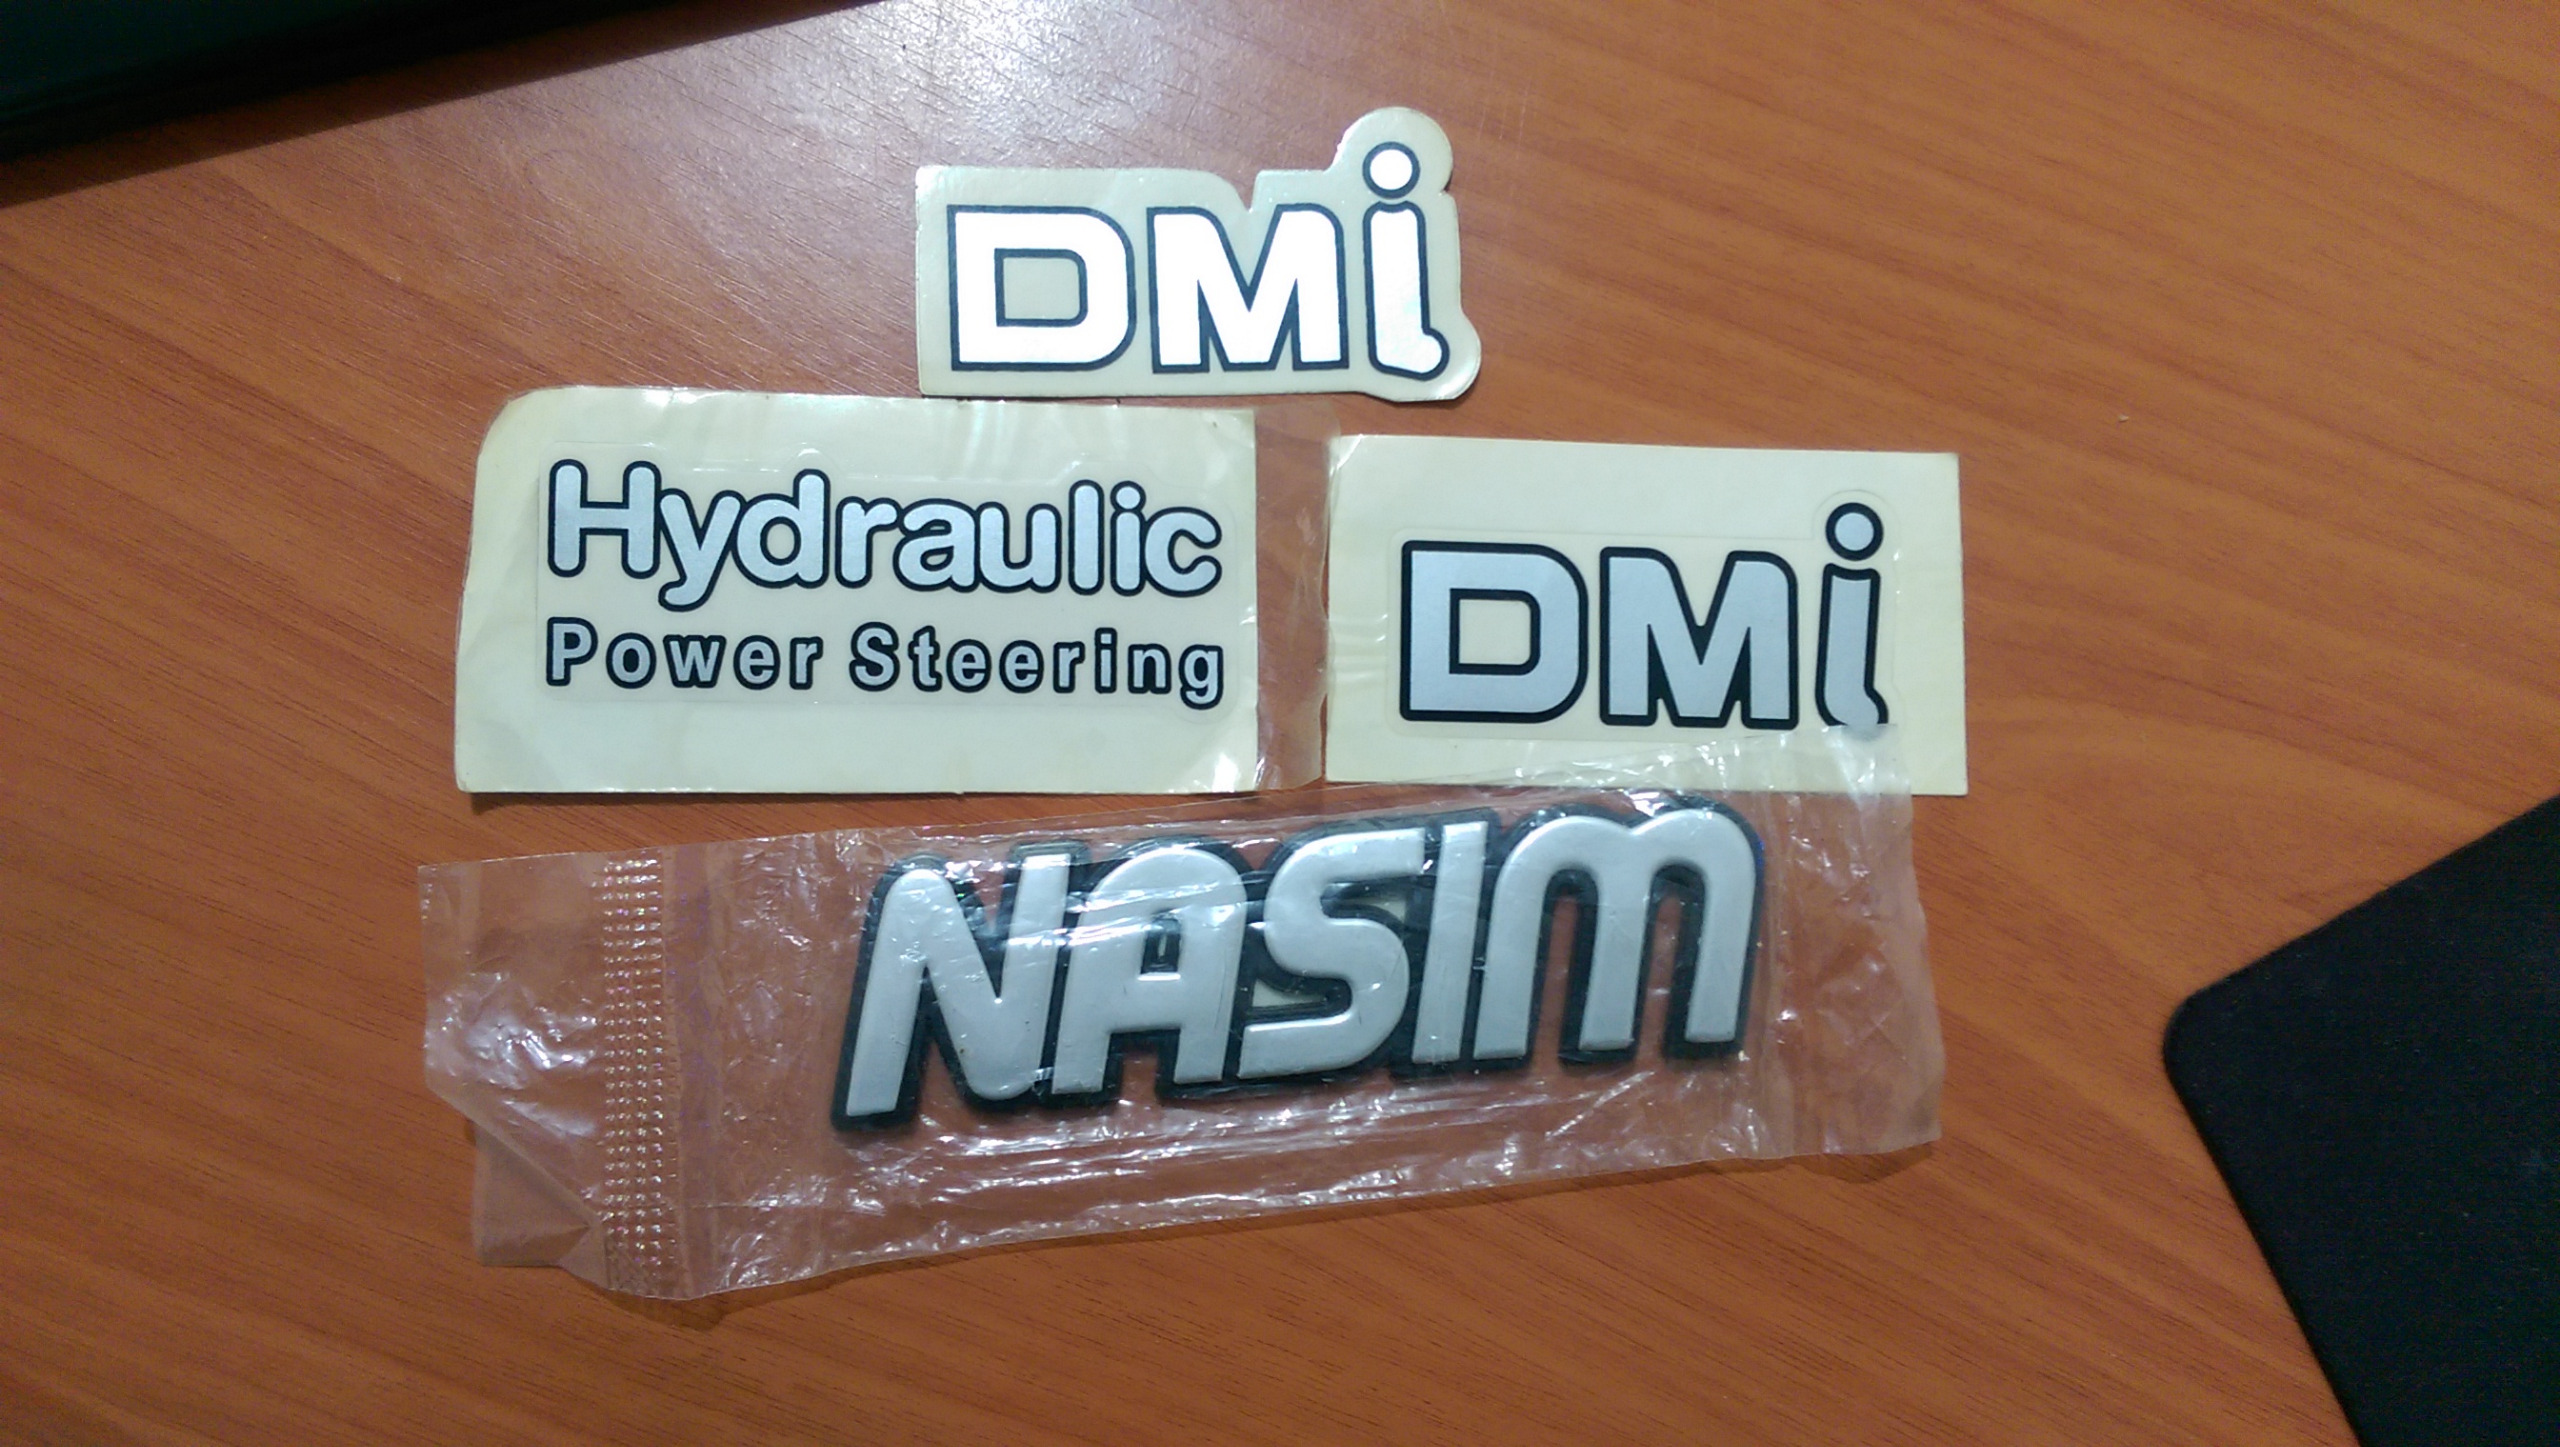 DMi
Hydraulic
Power Steering
DMi
NASIM